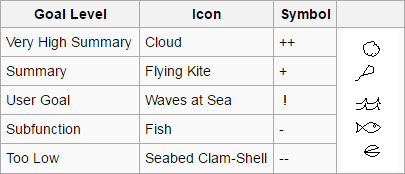 Goal Level Icon Symbol
Very High Summary Cloud ++
Summary Flying Kite +
User Goal Waves at Sea !
Subfunction Fish -
Too Low Seabed Clam-Shell --